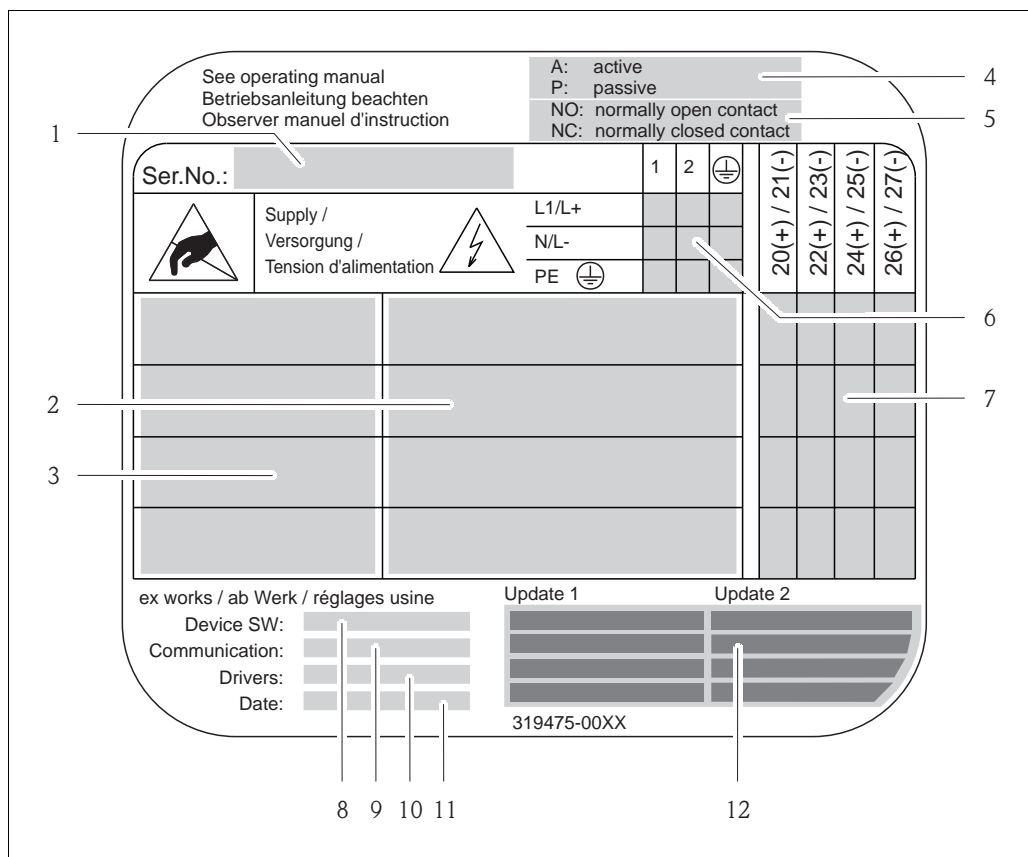 See operating manual
Betriebsanleitung beachten
Observer manuel d'instruction
A: active
P: passive
NO: normally open contact
NC: normally closed contact
4
5
1
Ser.No.:
1 2
20(+) / 21(-)
22(+) / 23(-)
24(+) / 25(-)
26(+) / 27(-)
Supply /
Versorgung /
Tension d'alimentation
L1/L+
N/L-
PE
6
2
7
3
ex works / ab Werk / réglages usine
Device SW:
Communication:
Drivers:
Date:
Update 1
Update 2
319475-00XX
8 9 10 11
12